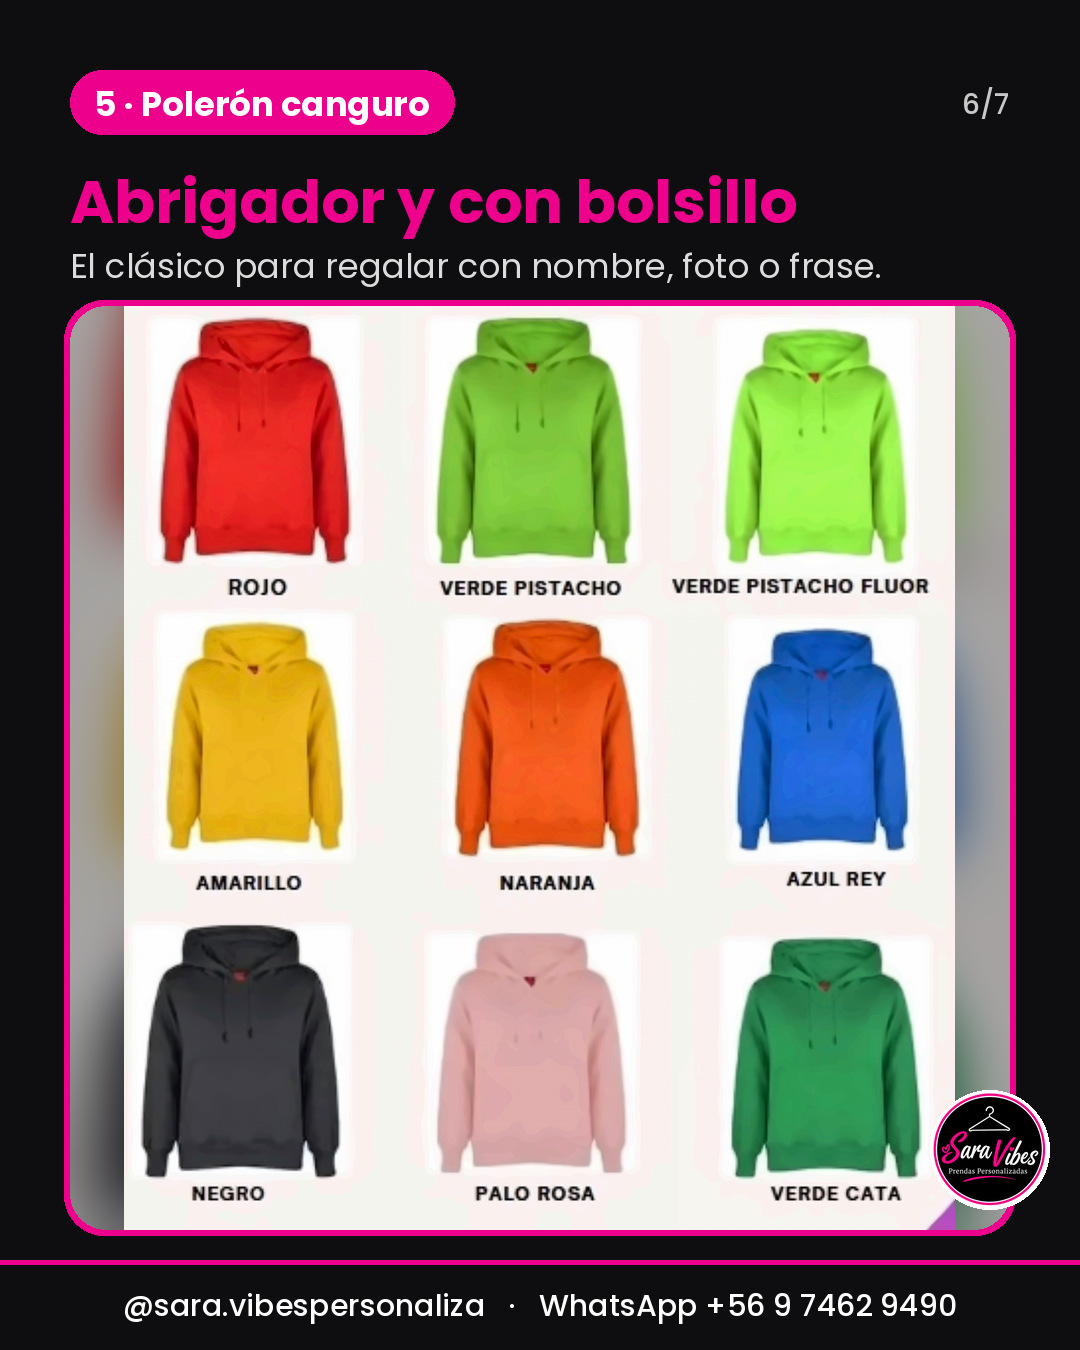 5 · Polerón canguro
6/7
Abrigador y con bolsillo
El clásico para regalar con nombre, foto o frase.
ROJO
VERDE PISTACHO
VERDE PISTACHO FLUOR
AMARILLO
NARANJA
AZUL REY
NEGRO
PALO ROSA
VERDE CATA
Sara Vibes
Prendas Personalizadas
@sara.vibespersonaliza · WhatsApp +56 9 7462 9490